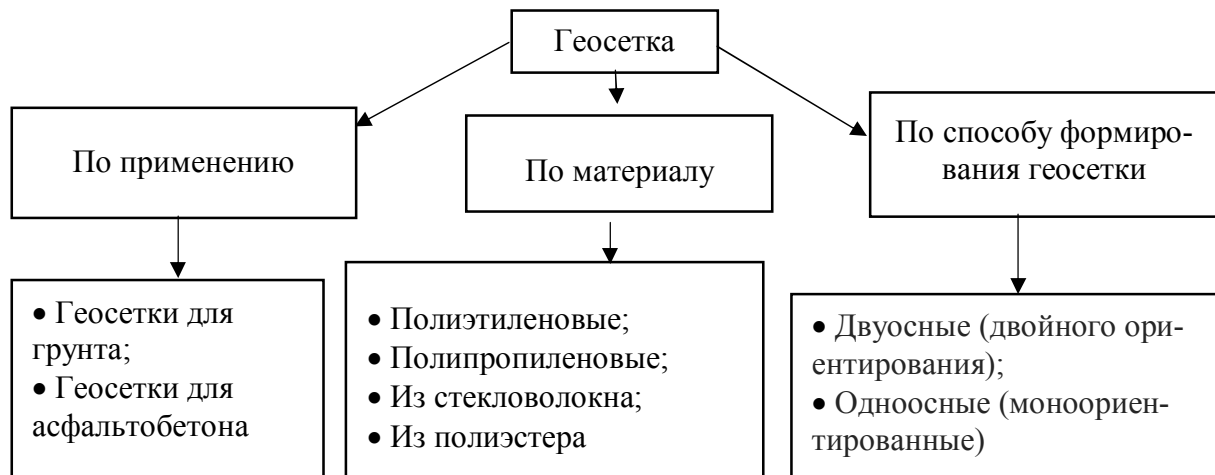 Геосетка
По применению
По материалу
По способу формиро-
вания геосетки
• Геосетки для
грунта;
• Геосетки для
асфальтобетона
• Полиэтиленовые;
• Полипропиленовые;
• Из стекловолокна;
• Из полиэстера
• Двуосные (двойного ори-
ентирования);
• Одноосные (моноориен-
тированные)